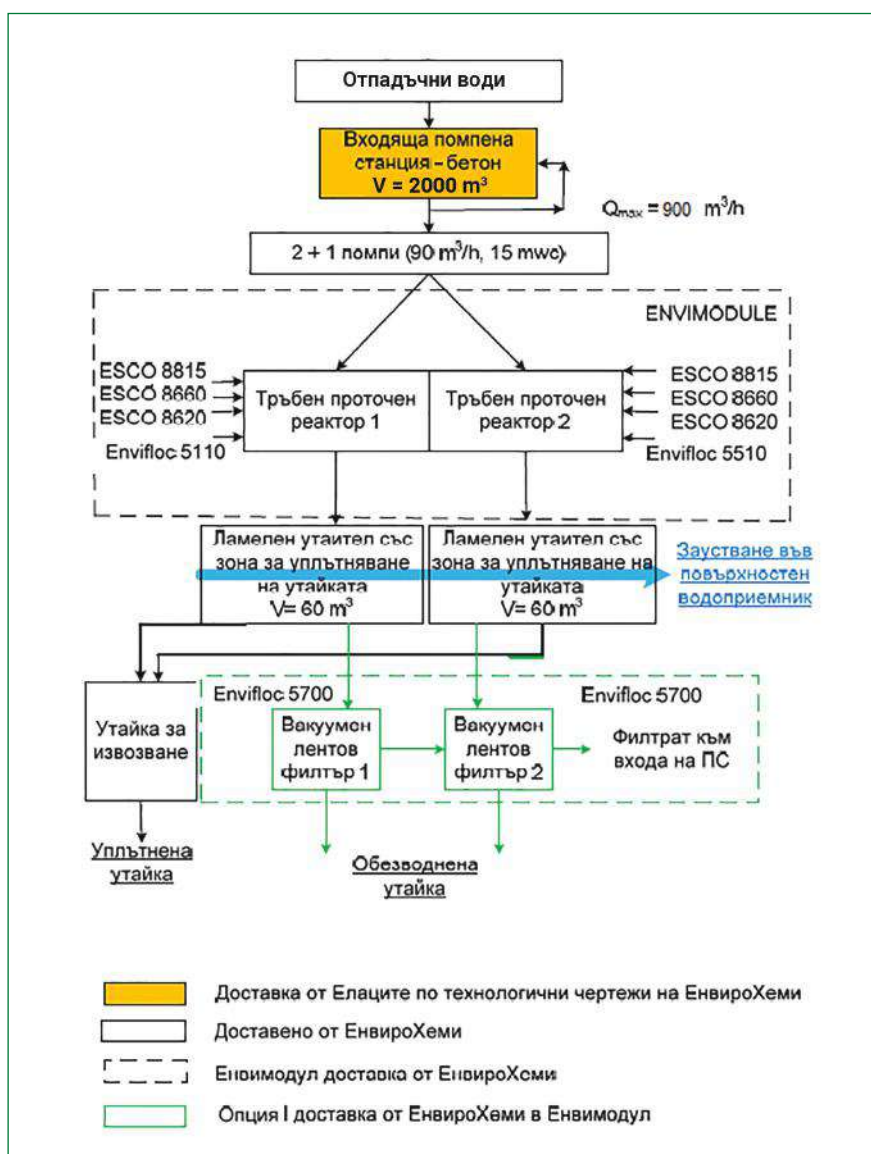 Отпадъчни води
Входяща помпена
станция - бетон
V = 2000 m³
Qmax = 900 m³/h
2 + 1 помпи (90 m³/h, 15 mwc)
ENVIMODULE
ESCO 8815
ESCO 8660
ESCO 8620
Envifloc 5110
Тръбен проточен
реактор 1
Тръбен проточен
реактор 2
ESCO 8815
ESCO 8660
ESCO 8620
Envifloc 5510
Ламелен утаител със
зона за уплътняване
на утайката
V= 60 m³
Ламелен утаител със
зона за уплътняване на
утайката
V= 60 m³
Заустване във
повърхностен
водоприемник
Утайка за
извозване
Envifloc 5700
Envifloc 5700
Вакуумен
лентов
филтър 1
Вакуумен
лентов
филтър 2
Филтрат към
входа на ПС
Уплътнена
утайка
Обезводнена
утайка
Доставка от Елаците по технологични чертежи на ЕнвироХеми
Доставено от ЕнвироХеми
Енвимодул доставка от ЕнвироХеми
Опция I доставка от ЕнвироХеми в Енвимодул